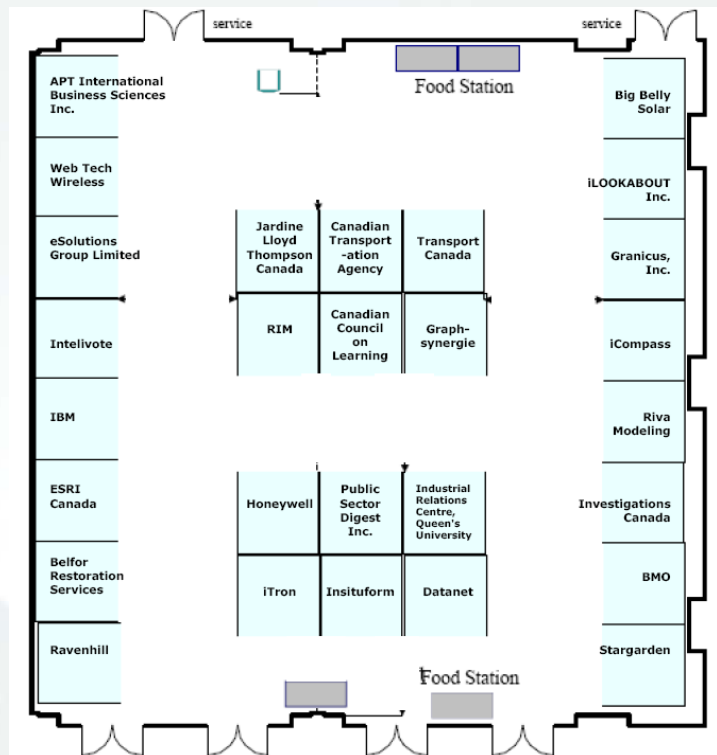 service
service
Food Station
APT International
Business Sciences
Inc.
Web Tech
Wireless
eSolutions
Group Limited
Intelivote
IBM
ESRI
Canada
Belfor
Restoration
Services
Ravenhill
Jardine
Lloyd
Thompson
Canada
Canadian
Transport
-ation
Agency
Transport
Canada
RIM
Canadian
Council
on
Learning
Graph-
synergie
Honeywell
Public
Sector
Digest
Inc.
Industrial
Relations
Centre,
Queen's
University
iTron
Insituform
Datanet
Big Belly
Solar
iLOOKABOUT
Inc.
Granicus,
Inc.
iCompass
Riva
Modeling
Investigations
Canada
BMO
Stargarden
Food Station